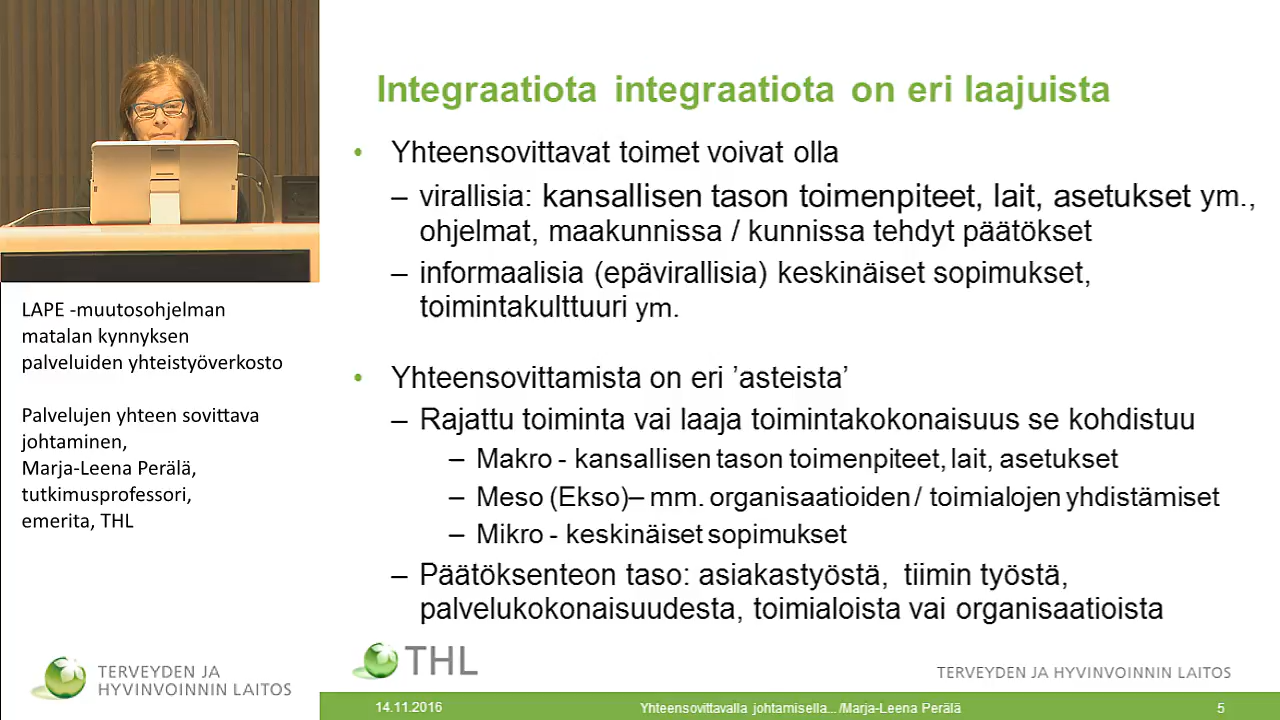 Integraatiota integraatiota on eri laajuista
• Yhteensovittavat toimet voivat olla
– virallisia: kansallisen tason toimenpiteet, lait, asetukset ym.,
ohjelmat, maakunnissa / kunnissa tehdyt päätökset
– informaalisia (epävirallisia) keskinäiset sopimukset,
toimintakulttuuri ym.
• Yhteensovittamista on eri ’asteista’
– Rajattu toiminta vai laaja toimintakokonaisuus se kohdistuu
– Makro - kansallisen tason toimenpiteet, lait, asetukset
– Meso (Ekso)– mm. organisaatioiden / toimialojen yhdistämiset
– Mikro - keskinäiset sopimukset
– Päätöksenteon taso: asiakastyöstä, tiimin työstä,
palvelukokonaisuudesta, toimialoista vai organisaatioista
THL
TERVEYDEN JA HYVINVOINNIN LAITOS
14.11.2016
Yhteensovittavalla johtamisella... /Marja-Leena Perälä
5
LAPE -muutosohjelman
matalan kynnyksen
palveluiden yhteistyöverkosto
Palvelujen yhteen sovittava
johtaminen,
Marja-Leena Perälä,
tutkimusprofessori,
emerita, THL
TERVEYDEN JA
HYVINVOINNIN LAITOS